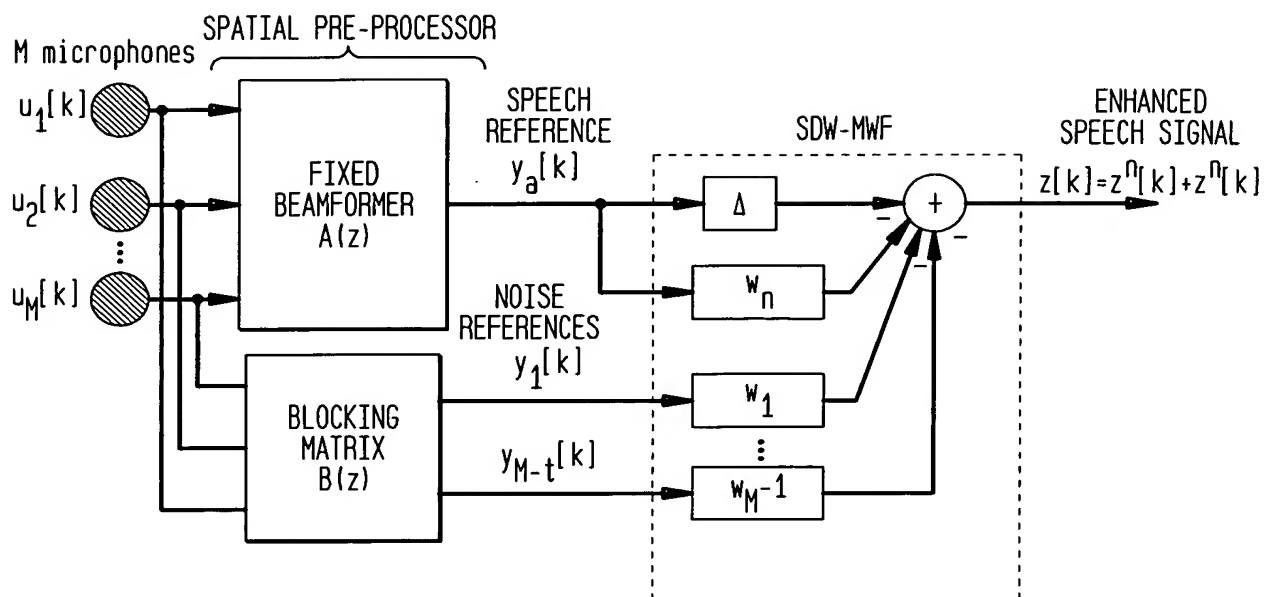 SPATIAL PRE-PROCESSOR
M microphones
u1[k]
u2[k]
uM[k]
FIXED
BEAMFORMER
A(z)
BLOCKING
MATRIX
B(z)
SPEECH
REFERENCE
ya[k]
NOISE
REFERENCES
y1[k]
yM-t[k]
SDW-MWF
Δ
wn
w1
wM-1
+
−
−
−
ENHANCED
SPEECH SIGNAL
z[k]=zn[k]+zn[k]